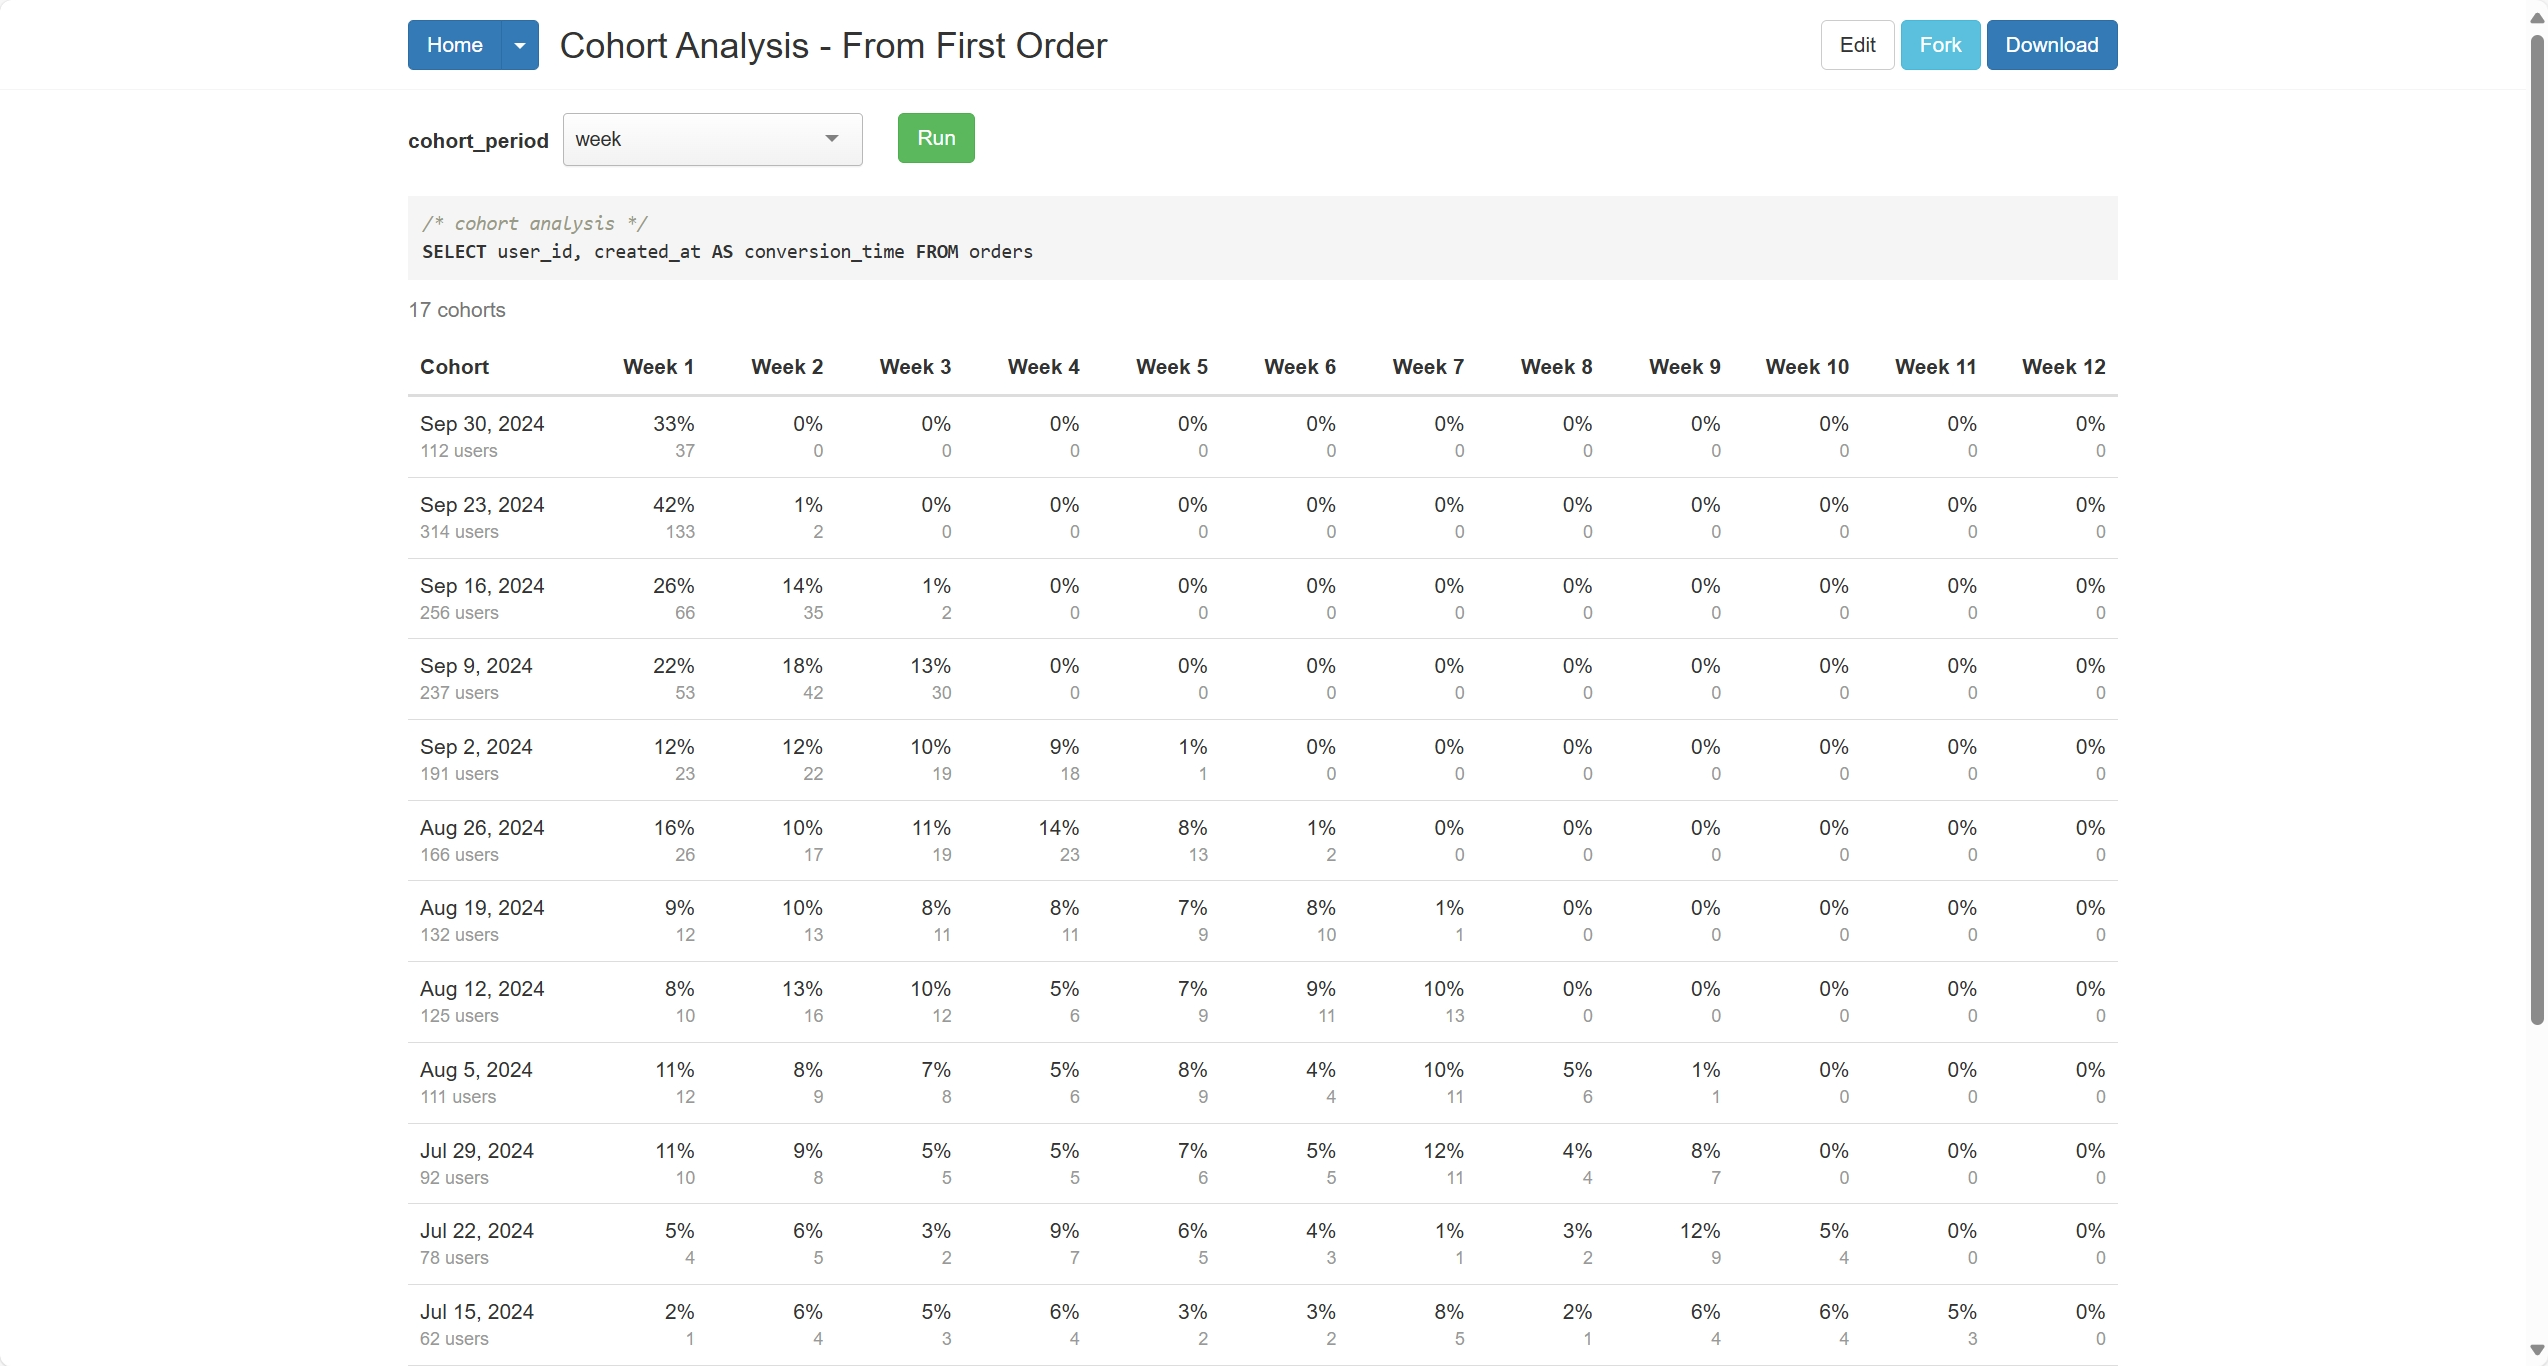 Home Cohort Analysis - From First Order Edit Fork Download
cohort_period week Run
/* cohort analysis */
SELECT user_id, created_at AS conversion_time FROM orders
17 cohorts
Cohort Week 1 Week 2 Week 3 Week 4 Week 5 Week 6 Week 7 Week 8 Week 9 Week 10 Week 11 Week 12
Sep 30, 2024 33% 0% 0% 0% 0% 0% 0% 0% 0% 0% 0% 0%
112 users 37 0 0 0 0 0 0 0 0 0 0 0
Sep 23, 2024 42% 1% 0% 0% 0% 0% 0% 0% 0% 0% 0% 0%
314 users 133 2 0 0 0 0 0 0 0 0 0 0
Sep 16, 2024 26% 14% 1% 0% 0% 0% 0% 0% 0% 0% 0% 0%
256 users 66 35 2 0 0 0 0 0 0 0 0 0
Sep 9, 2024 22% 18% 13% 0% 0% 0% 0% 0% 0% 0% 0% 0%
237 users 53 42 30 0 0 0 0 0 0 0 0 0
Sep 2, 2024 12% 12% 10% 9% 1% 0% 0% 0% 0% 0% 0% 0%
191 users 23 22 19 18 1 0 0 0 0 0 0 0
Aug 26, 2024 16% 10% 11% 14% 8% 1% 0% 0% 0% 0% 0% 0%
166 users 26 17 19 23 13 2 0 0 0 0 0 0
Aug 19, 2024 9% 10% 8% 8% 7% 8% 1% 0% 0% 0% 0% 0%
132 users 12 13 11 11 9 10 1 0 0 0 0 0
Aug 12, 2024 8% 13% 10% 5% 7% 9% 10% 0% 0% 0% 0% 0%
125 users 10 16 12 6 9 11 13 0 0 0 0 0
Aug 5, 2024 11% 8% 7% 5% 8% 4% 10% 5% 1% 0% 0% 0%
111 users 12 9 8 6 9 4 11 6 1 0 0 0
Jul 29, 2024 11% 9% 5% 5% 7% 5% 12% 4% 8% 0% 0% 0%
92 users 10 8 5 5 6 5 11 4 7 0 0 0
Jul 22, 2024 5% 6% 3% 9% 6% 4% 1% 3% 12% 5% 0% 0%
78 users 4 5 2 7 5 3 1 2 9 4 0 0
Jul 15, 2024 2% 6% 5% 6% 3% 3% 8% 2% 6% 6% 5% 0%
62 users 1 4 3 4 2 2 5 1 4 4 3 0